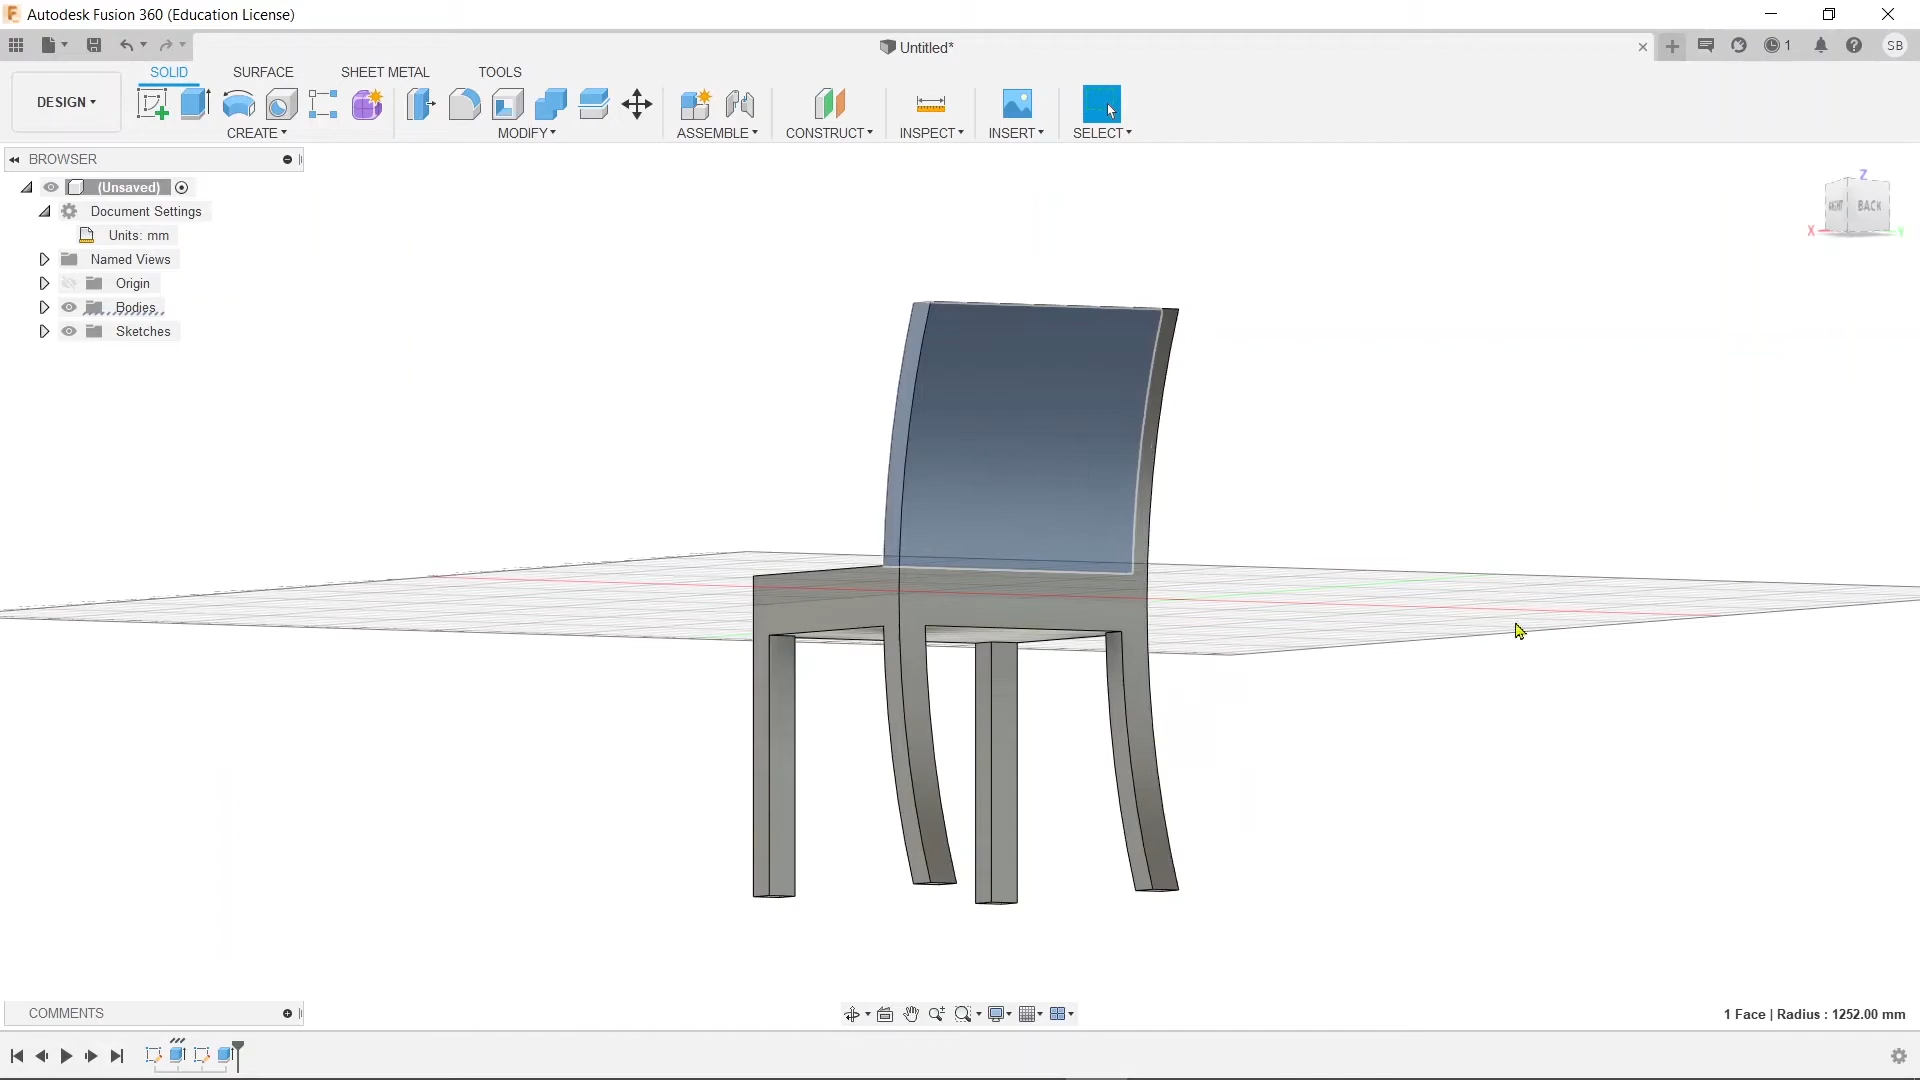 Autodesk Fusion 360 (Education License)
Untitled*
1
SB
DESIGN
SOLID
SURFACE
SHEET METAL
TOOLS
CREATE
MODIFY
ASSEMBLE
CONSTRUCT
INSPECT
INSERT
SELECT
BROWSER
(Unsaved)
Document Settings
Units: mm
Named Views
Origin
Bodies
Sketches
Z
RIGHT
BACK
X
Y
COMMENTS
1 Face | Radius : 1252.00 mm